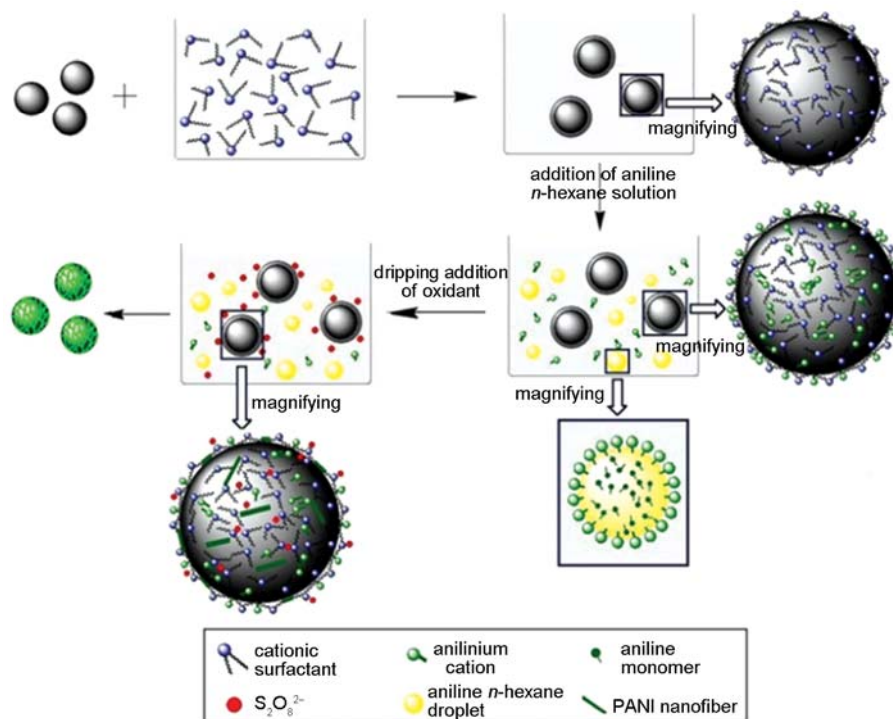 +
magnifying
addition of aniline
n-hexane solution
dripping addition
of oxidant
magnifying
magnifying
magnifying
cationic
surfactant
anilinium
cation
aniline
monomer
S₂O₈²⁻
aniline n-hexane
droplet
PANI nanofiber